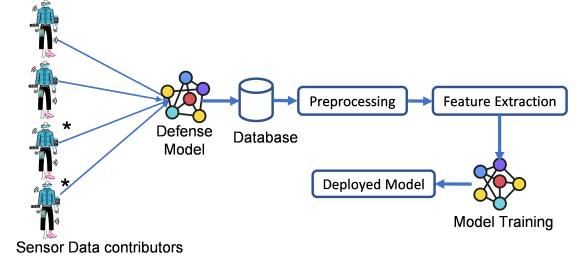 *
*
Sensor Data contributors
Defense
Model
Database
Preprocessing
Feature Extraction
Model Training
Deployed Model